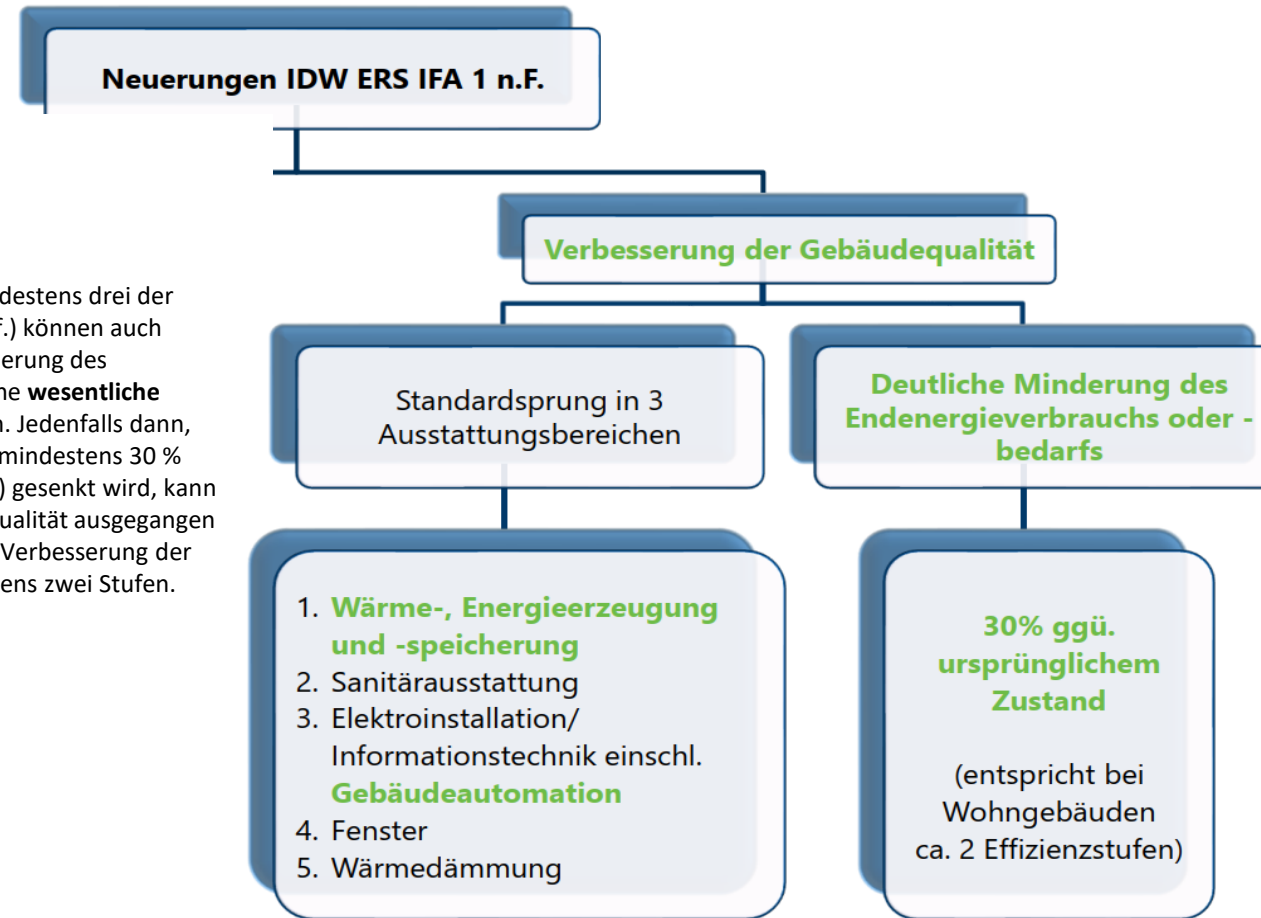 Neuerungen IDW ERS IFA 1 n.F.
Verbesserung der Gebäudequalität
destens drei der
f.) können auch
erung des
ne wesentliche
n. Jedenfalls dann,
mindestens 30 %
) gesenkt wird, kann
qualität ausgegangen
Verbesserung der
ens zwei Stufen.
Standardsprung in 3
Ausstattungsbereichen
1. Wärme-, Energieerzeugung
und -speicherung
2. Sanitärausstattung
3. Elektroinstallation/
Informationstechnik einschl.
Gebäudeautomation
4. Fenster
5. Wärmedämmung
Deutliche Minderung des
Endenergieverbrauchs oder -
bedarfs
30% ggü.
ursprünglichem
Zustand
(entspricht bei
Wohngebäuden
ca. 2 Effizienzstufen)